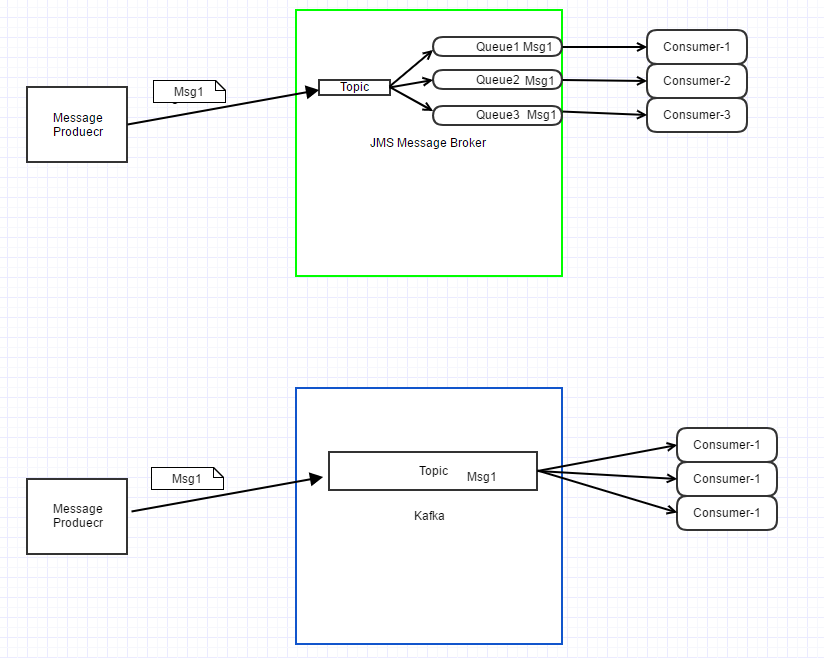 Msg1
Message
Produecr
Topic
Queue1 Msg1
Queue2 Msg1
Queue3 Msg1
JMS Message Broker
Consumer-1
Consumer-2
Consumer-3
Msg1
Message
Produecr
Topic
Msg1
Kafka
Consumer-1
Consumer-1
Consumer-1